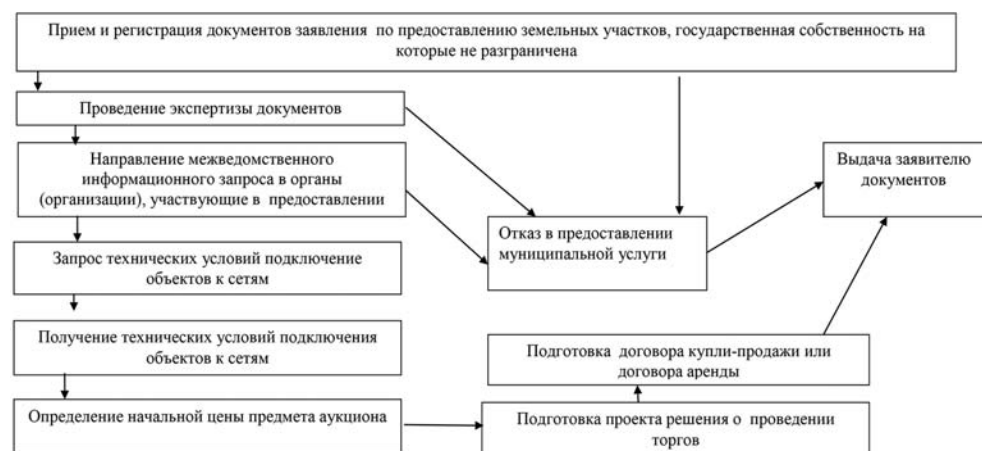 Прием и регистрация документов заявления по предоставлению земельных участков, государственная собственность на
которые не разграничена
Проведение экспертизы документов
Направление межведомственного
информационного запроса в органы
(организации), участвующие в предоставлении
Выдача заявителю
документов
Отказ в предоставлении
муниципальной услуги
Запрос технических условий подключение
объектов к сетям
Получение технических условий подключения
объектов к сетям
Подготовка договора купли-продажи или
договора аренды
Определение начальной цены предмета аукциона
Подготовка проекта решения о проведении
торгов